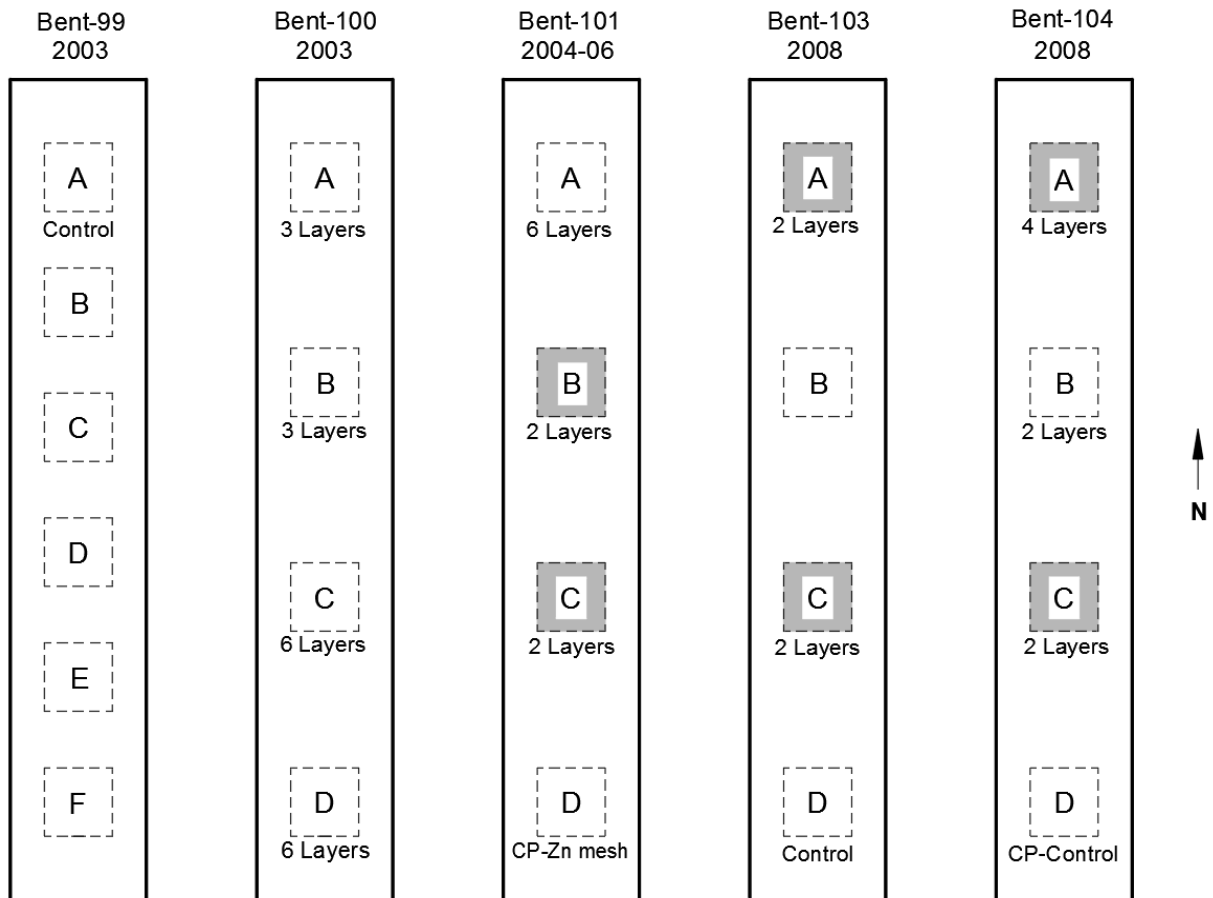 Bent-99
2003
Bent-100
2003
Bent-101
2004-06
Bent-103
2008
Bent-104
2008
A
Control
B
C
D
E
F
A
3 Layers
B
3 Layers
C
6 Layers
D
6 Layers
A
6 Layers
B
2 Layers
C
2 Layers
D
CP-Zn mesh
A
2 Layers
B
C
2 Layers
D
Control
A
4 Layers
B
2 Layers
C
2 Layers
D
CP-Control
N